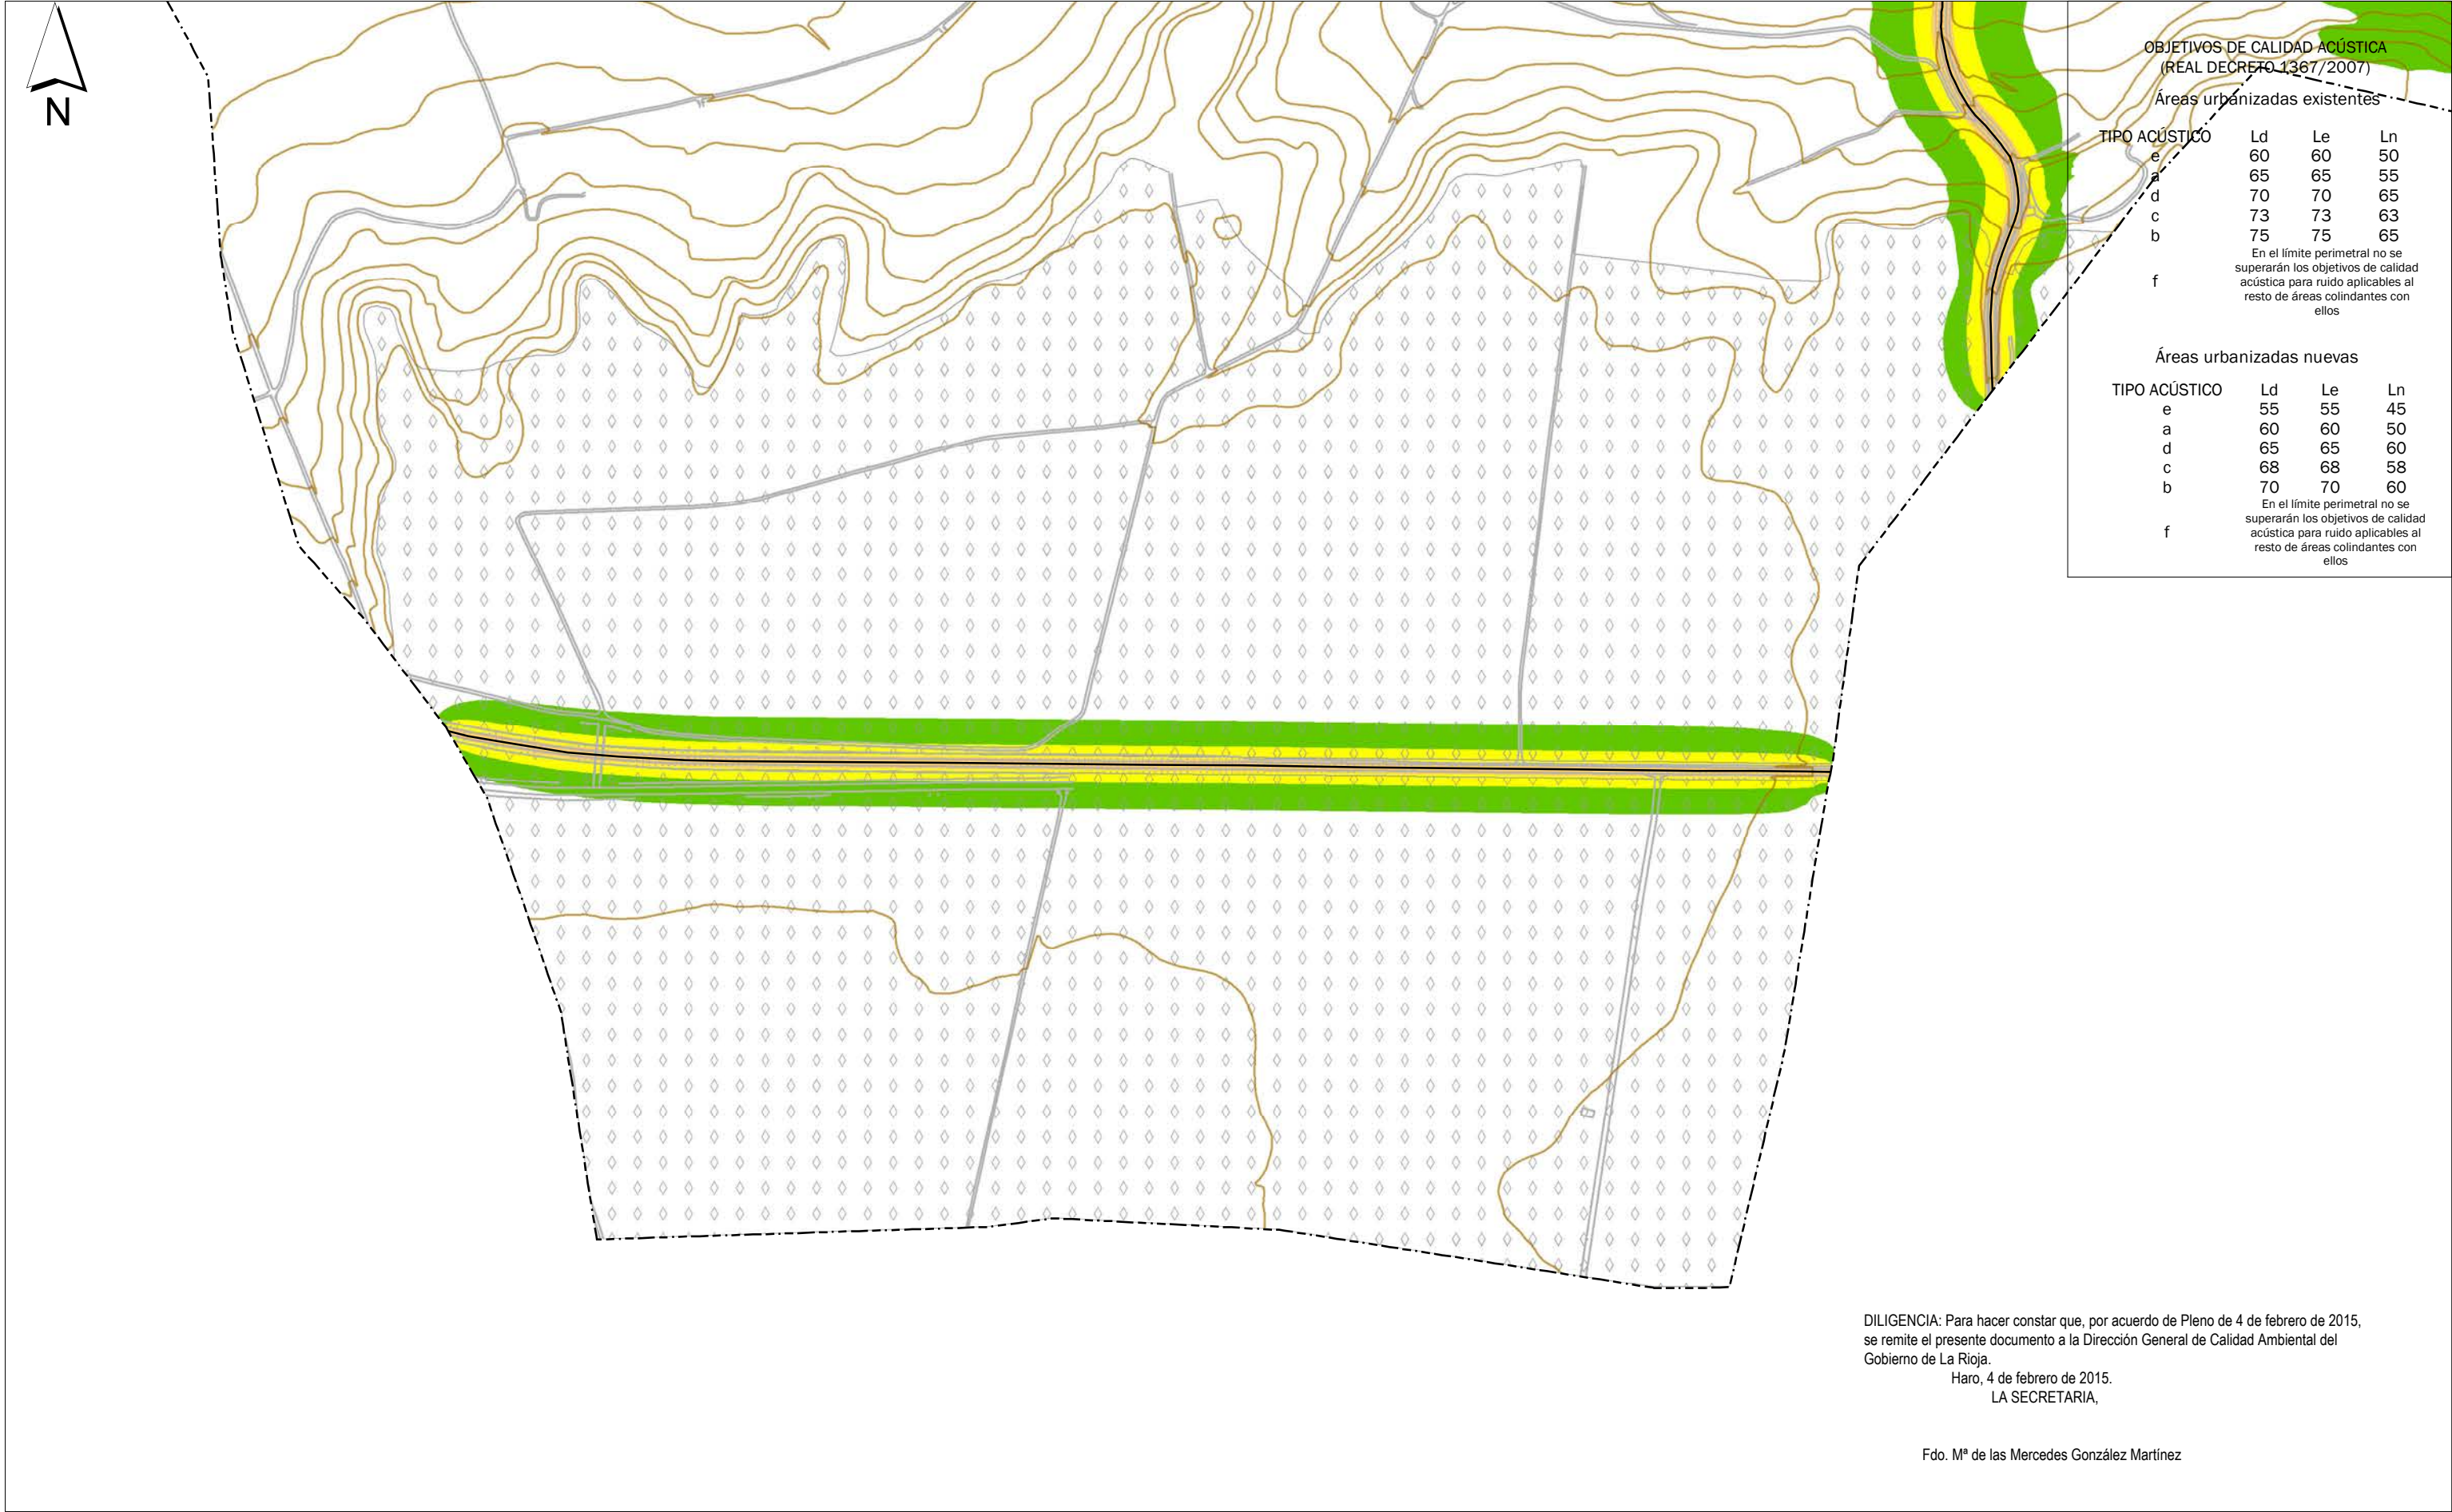 N
OBJETIVOS DE CALIDAD ACÚSTICA
(REAL DECRETO 1367/2007)
Áreas urbanizadas existentes
TIPO ACÚSTICO Ld Le Ln
e 60 60 50
a 65 65 55
d 70 70 65
c 73 73 63
b 75 75 65
En el límite perimetral no se
superarán los objetivos de calidad
f acústica para ruido aplicables al
resto de áreas colindantes con
ellos
Áreas urbanizadas nuevas
TIPO ACÚSTICO Ld Le Ln
e 55 55 45
a 60 60 50
d 65 65 60
c 68 68 58
b 70 70 60
En el límite perimetral no se
superarán los objetivos de calidad
f acústica para ruido aplicables al
resto de áreas colindantes con
ellos
DILIGENCIA: Para hacer constar que, por acuerdo de Pleno de 4 de febrero de 2015,
se remite el presente documento a la Dirección General de Calidad Ambiental del
Gobierno de La Rioja.
Haro, 4 de febrero de 2015.
LA SECRETARIA,
Fdo. Mª de las Mercedes González Martínez